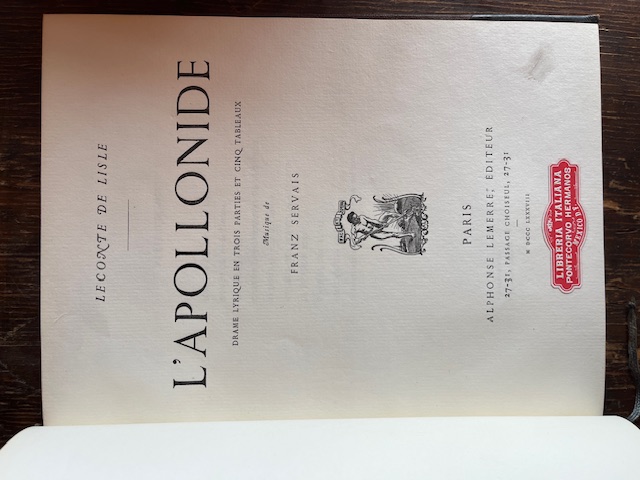 LECONTE DE LISLE
L'APOLLONIDE
DRAME LYRIQUE EN TROIS PARTIES ET CINQ TABLEAUX
Musique de
FRANZ SERVAIS
PARIS
ALPHONSE LEMERRE, EDITEUR
27-31, PASSAGE CHOISEUL, 27-31
M DCCC LXXXVIII
LIBRERIA ITALIANA
PONTECORVO HERMANOS
MEXICO D.F.